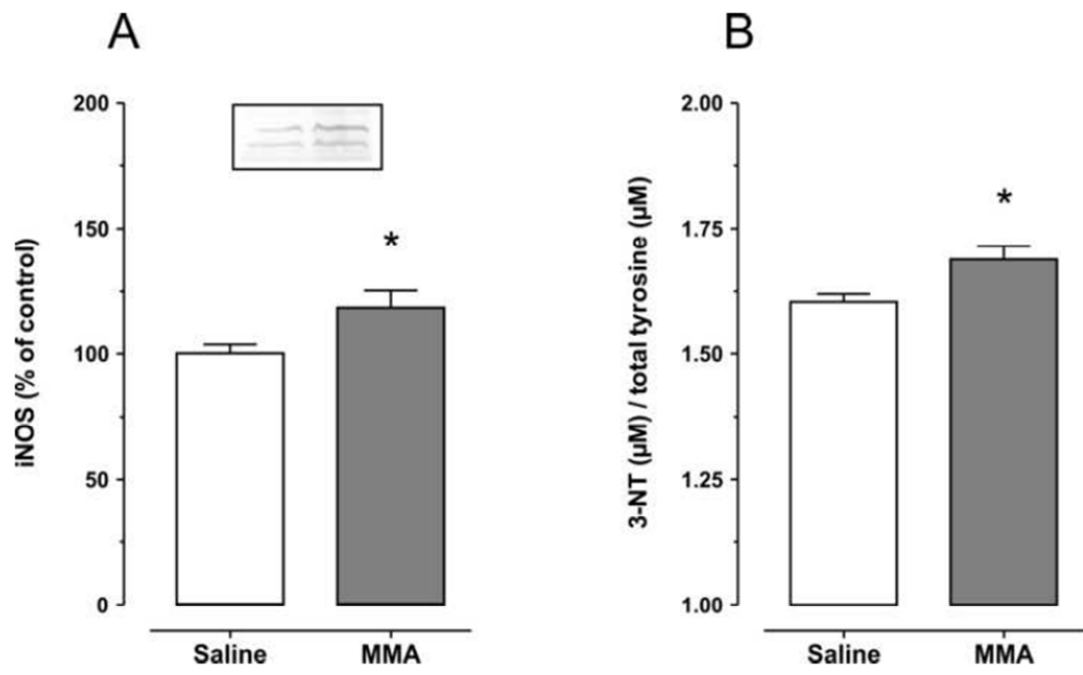 A
iNOS (% of control)
200
150
100
50
0
*
Saline MMA
B
3-NT (µM) / total tyrosine (µM)
2.00
1.75
1.50
1.25
1.00
*
Saline MMA